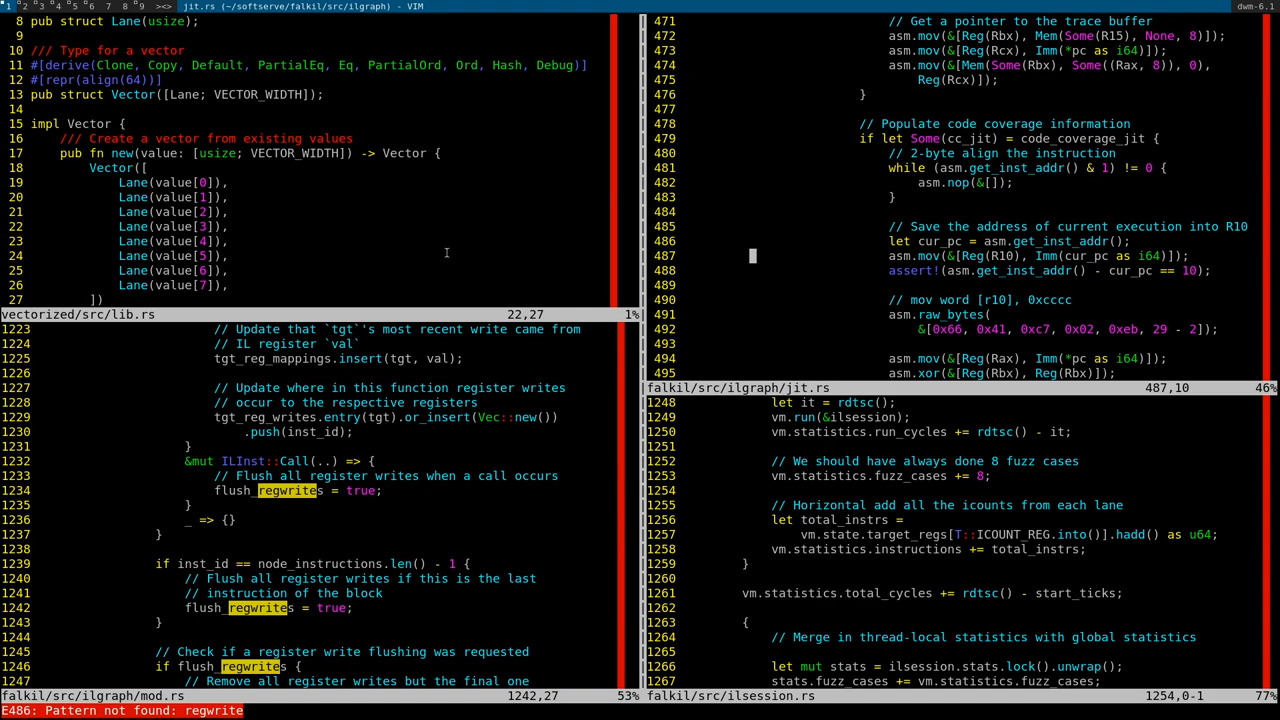 1 2 3 4 5 6 7 8 9 ><> jit.rs (~/softserve/falkil/src/ilgraph) - VIM dwm-6.1
8 pub struct Lane(usize);
9
10 /// Type for a vector
11 #[derive(Clone, Copy, Default, PartialEq, Eq, PartialOrd, Ord, Hash, Debug)]
12 #[repr(align(64))]
13 pub struct Vector([Lane; VECTOR_WIDTH]);
14
15 impl Vector {
16 /// Create a vector from existing values
17 pub fn new(value: [usize; VECTOR_WIDTH]) -> Vector {
18 Vector([
19 Lane(value[0]),
20 Lane(value[1]),
21 Lane(value[2]),
22 Lane(value[3]),
23 Lane(value[4]),
24 Lane(value[5]),
25 Lane(value[6]),
26 Lane(value[7]),
27 ])
vectorized/src/lib.rs 22,27 1%
1223 // Update that `tgt`'s most recent write came from
1224 // IL register `val`
1225 tgt_reg_mappings.insert(tgt, val);
1226
1227 // Update where in this function register writes
1228 // occur to the respective registers
1229 tgt_reg_writes.entry(tgt).or_insert(Vec::new())
1230 .push(inst_id);
1231 }
1232 &mut ILInst::Call(..) => {
1233 // Flush all register writes when a call occurs
1234 flush_regwrites = true;
1235 }
1236 _ => {}
1237 }
1238
1239 if inst_id == node_instructions.len() - 1 {
1240 // Flush all register writes if this is the last
1241 // instruction of the block
1242 flush_regwrites = true;
1243 }
1244
1245 // Check if a register write flushing was requested
1246 if flush_regwrites {
1247 // Remove all register writes but the final one
falkil/src/ilgraph/mod.rs 1242,27 53%
471 // Get a pointer to the trace buffer
472 asm.mov(&[Reg(Rbx), Mem(Some(R15), None, 8)]);
473 asm.mov(&[Reg(Rcx), Imm(*pc as i64)]);
474 asm.mov(&[Mem(Some(Rbx), Some((Rax, 8)), 0),
475 Reg(Rcx)]);
476 }
477
478 // Populate code coverage information
479 if let Some(cc_jit) = code_coverage_jit {
480 // 2-byte align the instruction
481 while (asm.get_inst_addr() & 1) != 0 {
482 asm.nop(&[]);
483 }
484
485 // Save the address of current execution into R10
486 let cur_pc = asm.get_inst_addr();
487 asm.mov(&[Reg(R10), Imm(cur_pc as i64)]);
488 assert!(asm.get_inst_addr() - cur_pc == 10);
489
490 // mov word [r10], 0xcccc
491 asm.raw_bytes(
492 &[0x66, 0x41, 0xc7, 0x02, 0xeb, 29 - 2]);
493
494 asm.mov(&[Reg(Rax), Imm(*pc as i64)]);
495 asm.xor(&[Reg(Rbx), Reg(Rbx)]);
falkil/src/ilgraph/jit.rs 487,10 46%
1248 let it = rdtsc();
1249 vm.run(&ilsession);
1250 vm.statistics.run_cycles += rdtsc() - it;
1251
1252 // We should have always done 8 fuzz cases
1253 vm.statistics.fuzz_cases += 8;
1254
1255 // Horizontal add all the icounts from each lane
1256 let total_instrs =
1257 vm.state.target_regs[T::ICOUNT_REG.into()].hadd() as u64;
1258 vm.statistics.instructions += total_instrs;
1259 }
1260
1261 vm.statistics.total_cycles += rdtsc() - start_ticks;
1262
1263 {
1264 // Merge in thread-local statistics with global statistics
1265
1266 let mut stats = ilsession.stats.lock().unwrap();
1267 stats.fuzz_cases += vm.statistics.fuzz_cases;
falkil/src/ilsession.rs 1254,0-1 77%
E486: Pattern not found: regwrite